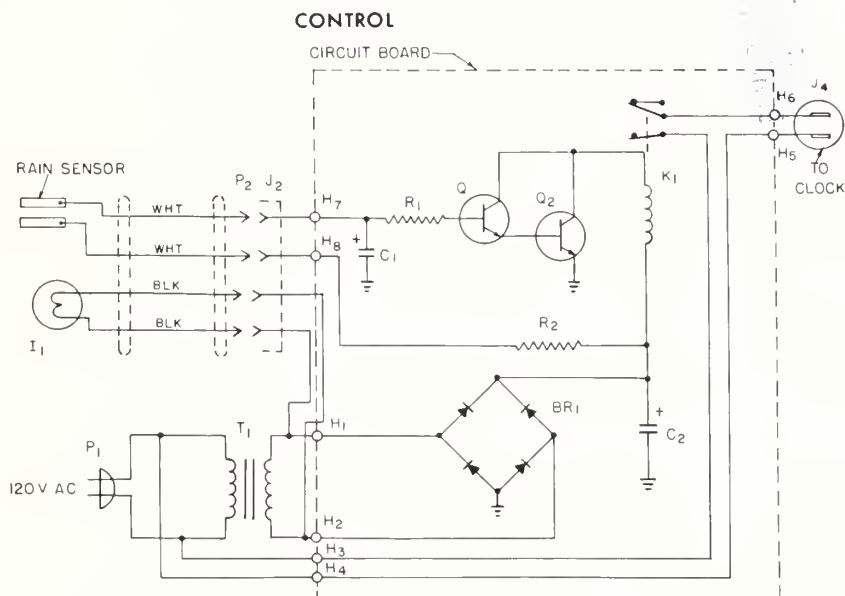 CONTROL
CIRCUIT BOARD
J4
H6
H5
TO
CLOCK
RAIN SENSOR
P2 J2
H7
R1
Q
Q2
K1
WHT
H8
C1
WHT
BLK
R2
BLK
I1
BR1
C2
T1
H1
P1
120V AC
H2
H3
H4